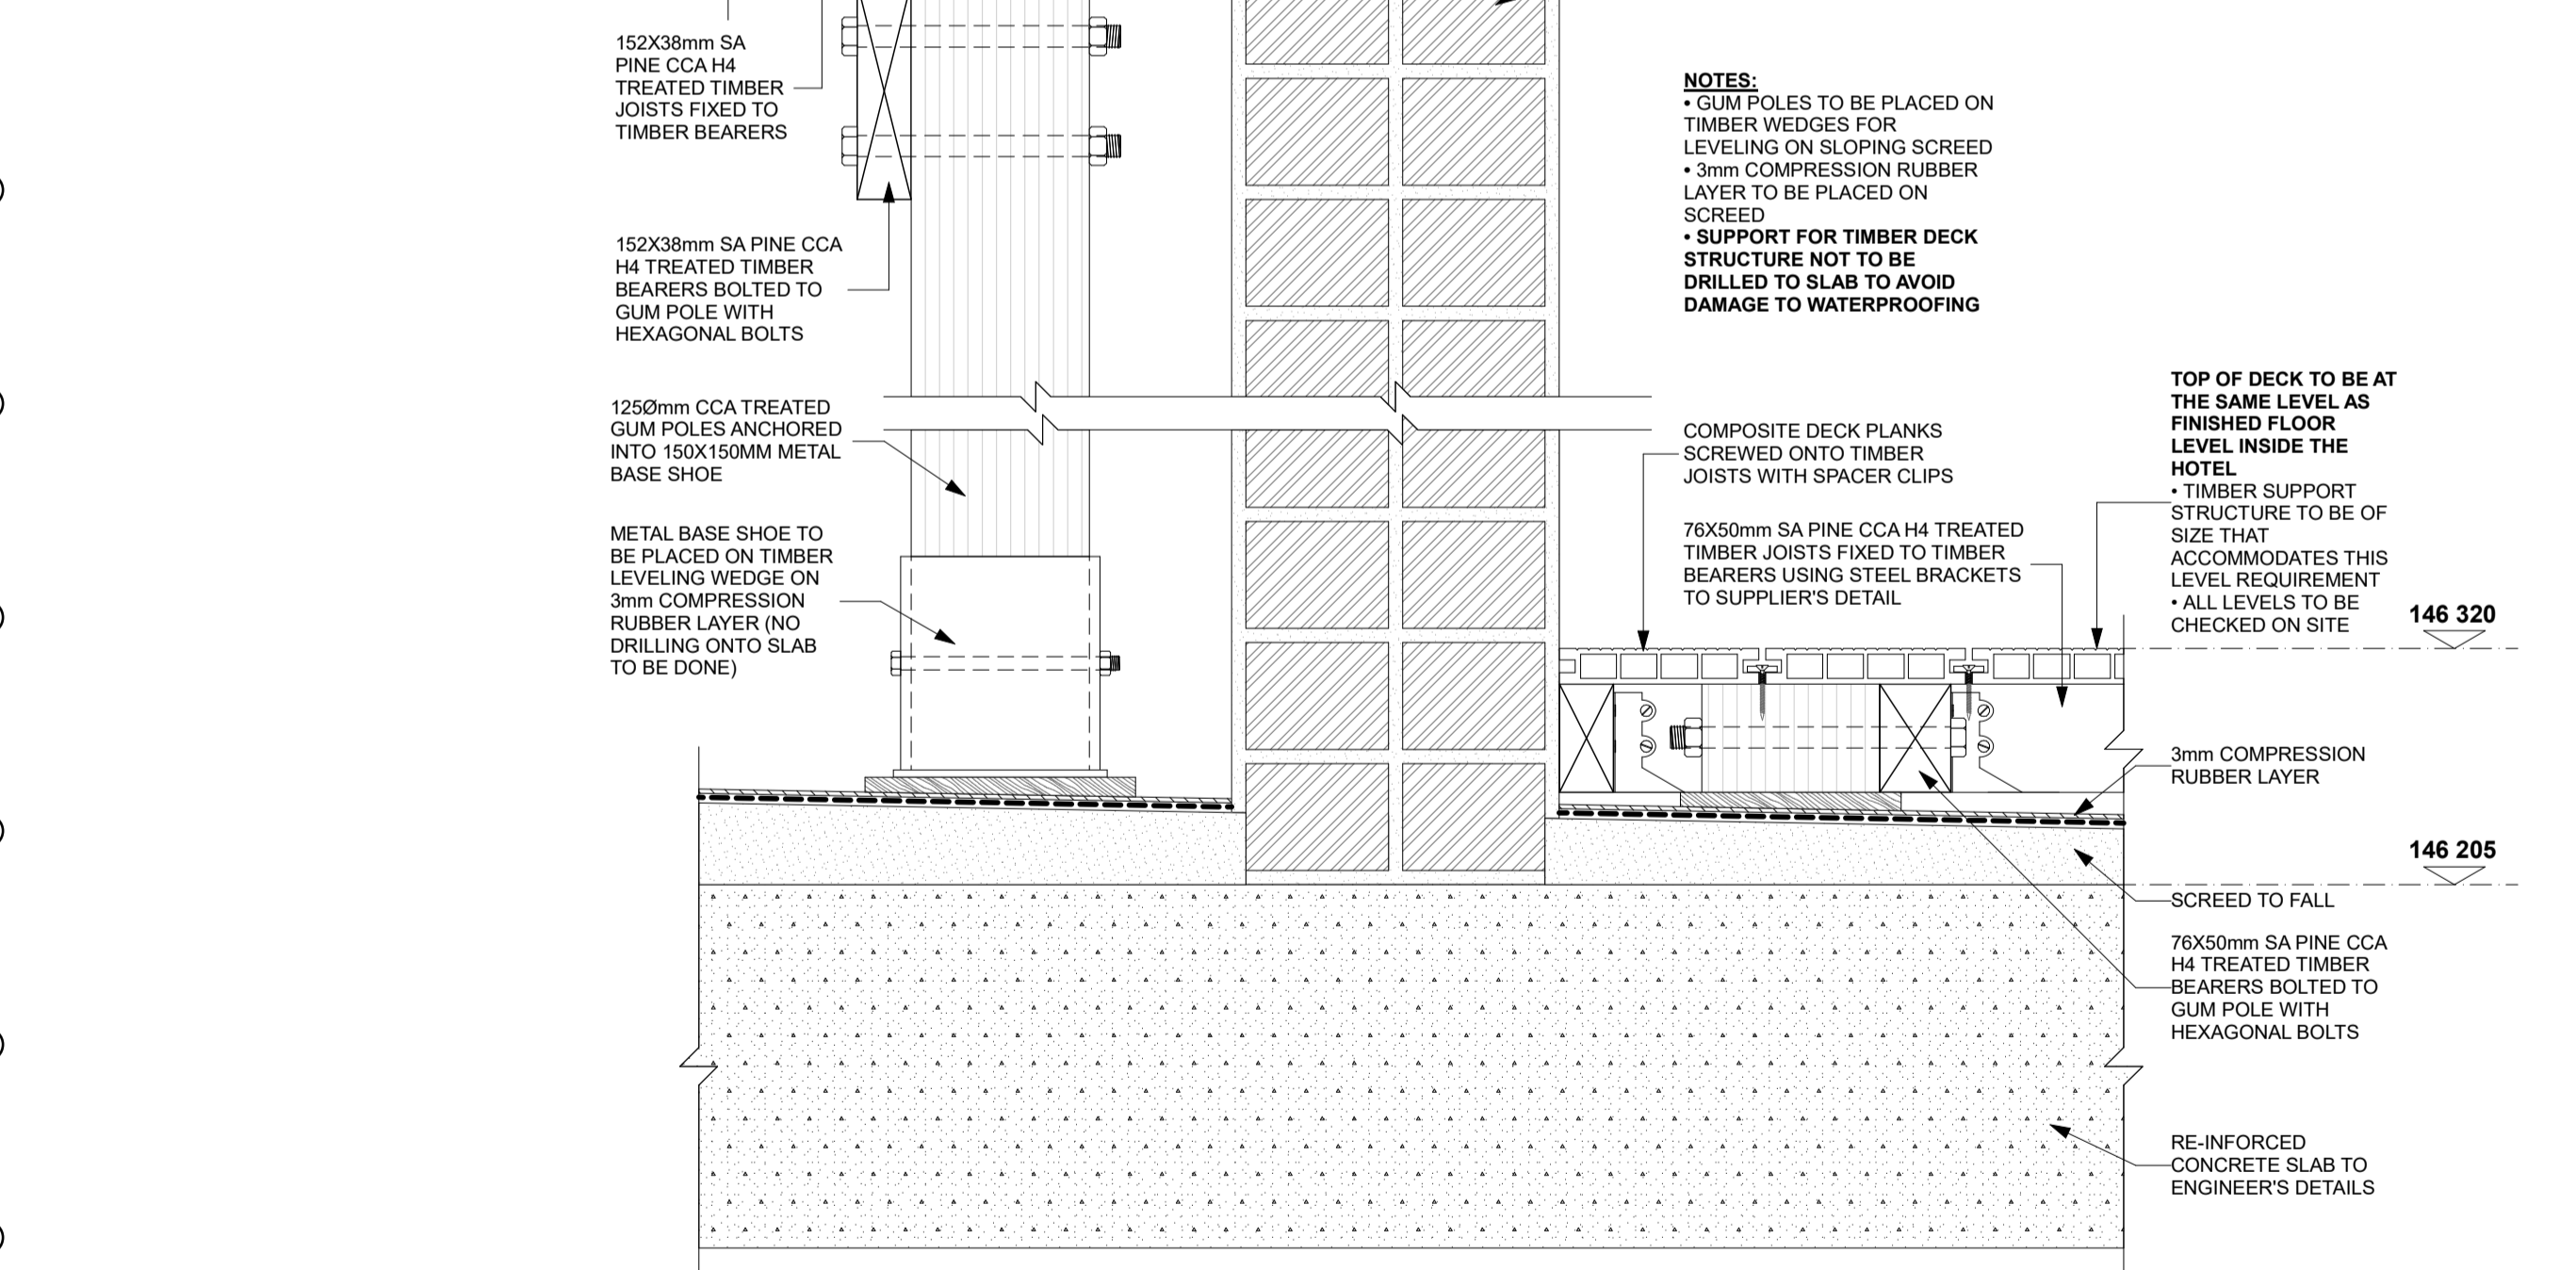 152X38mm SA
PINE CCA H4
TREATED TIMBER
JOISTS FIXED TO
TIMBER BEARERS
152X38mm SA PINE CCA
H4 TREATED TIMBER
BEARERS BOLTED TO
GUM POLE WITH
HEXAGONAL BOLTS
125Ømm CCA TREATED
GUM POLES ANCHORED
INTO 150X150MM METAL
BASE SHOE
METAL BASE SHOE TO
BE PLACED ON TIMBER
LEVELING WEDGE ON
3mm COMPRESSION
RUBBER LAYER (NO
DRILLING ONTO SLAB
TO BE DONE)
NOTES:
• GUM POLES TO BE PLACED ON
TIMBER WEDGES FOR
LEVELING ON SLOPING SCREED
• 3mm COMPRESSION RUBBER
LAYER TO BE PLACED ON
SCREED
• SUPPORT FOR TIMBER DECK
STRUCTURE NOT TO BE
DRILLED TO SLAB TO AVOID
DAMAGE TO WATERPROOFING
COMPOSITE DECK PLANKS
SCREWED ONTO TIMBER
JOISTS WITH SPACER CLIPS
76X50mm SA PINE CCA H4 TREATED
TIMBER JOISTS FIXED TO TIMBER
BEARERS USING STEEL BRACKETS
TO SUPPLIER'S DETAIL
TOP OF DECK TO BE AT
THE SAME LEVEL AS
FINISHED FLOOR
LEVEL INSIDE THE
HOTEL
• TIMBER SUPPORT
STRUCTURE TO BE OF
SIZE THAT
ACCOMMODATES THIS
LEVEL REQUIREMENT
• ALL LEVELS TO BE
CHECKED ON SITE
146 320
3mm COMPRESSION
RUBBER LAYER
146 205
SCREED TO FALL
76X50mm SA PINE CCA
H4 TREATED TIMBER
BEARERS BOLTED TO
GUM POLE WITH
HEXAGONAL BOLTS
RE-INFORCED
CONCRETE SLAB TO
ENGINEER'S DETAILS